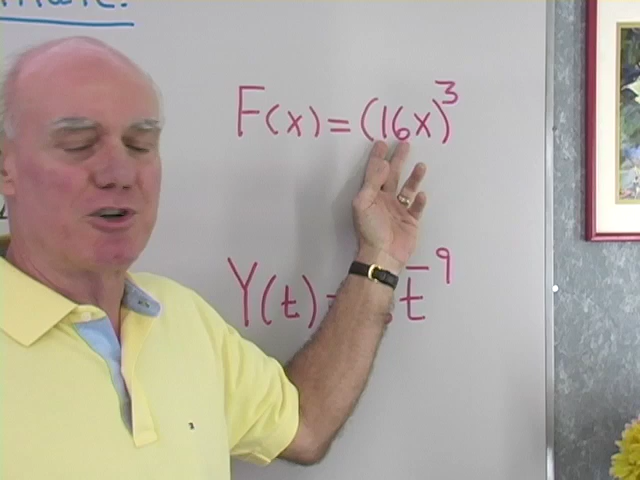 F(x) = (16x)³
Y(t) = t⁻⁹